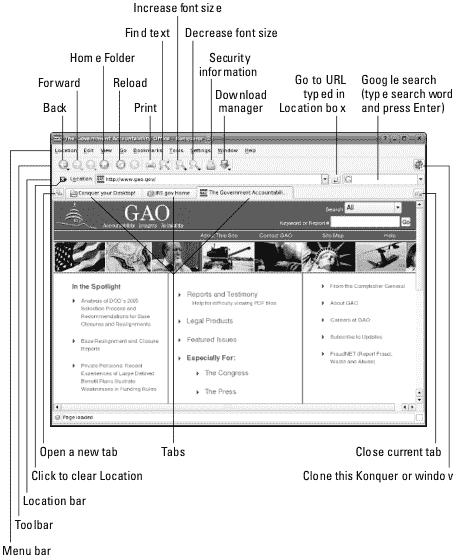 Increase font size
Find text
Decrease font size
Home Folder
Security
information
Forward
Reload
Go to URL
typed in
Location box
Google search
(type search word
and press Enter)
Back
Print
Download
manager
The Government Accountability Office - Konqueror
Location Edit View Go Bookmarks Tools Settings Window Help
Location: http://www.gao.gov/
Conquer your Desktop!
IRS.gov Home
The Government Accountabili...
GAO
Accountability Integrity Reliability
Search All
Keyword or Report #
Go
About This Site
Contact GAO
Site Map
Help
In the Spotlight
Analysis of DOD's 2005
Selection Process and
Recommendations for Base
Closures and Realignments
Base Realignment and Closure
Reports
Private Pensions: Recent
Experiences of Large Defined
Benefit Plans Illustrate
Weaknesses in Funding Rules
Reports and Testimony
Help for difficulty viewing PDF files
Legal Products
Featured Issues
Especially For:
The Congress
The Press
From the Comptroller General
About GAO
Careers at GAO
Subscribe to Updates
FraudNET (Report Fraud,
Waste and Abuse)
Page loaded.
Open a new tab
Tabs
Close current tab
Click to clear Location
Clone this Konqueror window
Location bar
Toolbar
Menu bar